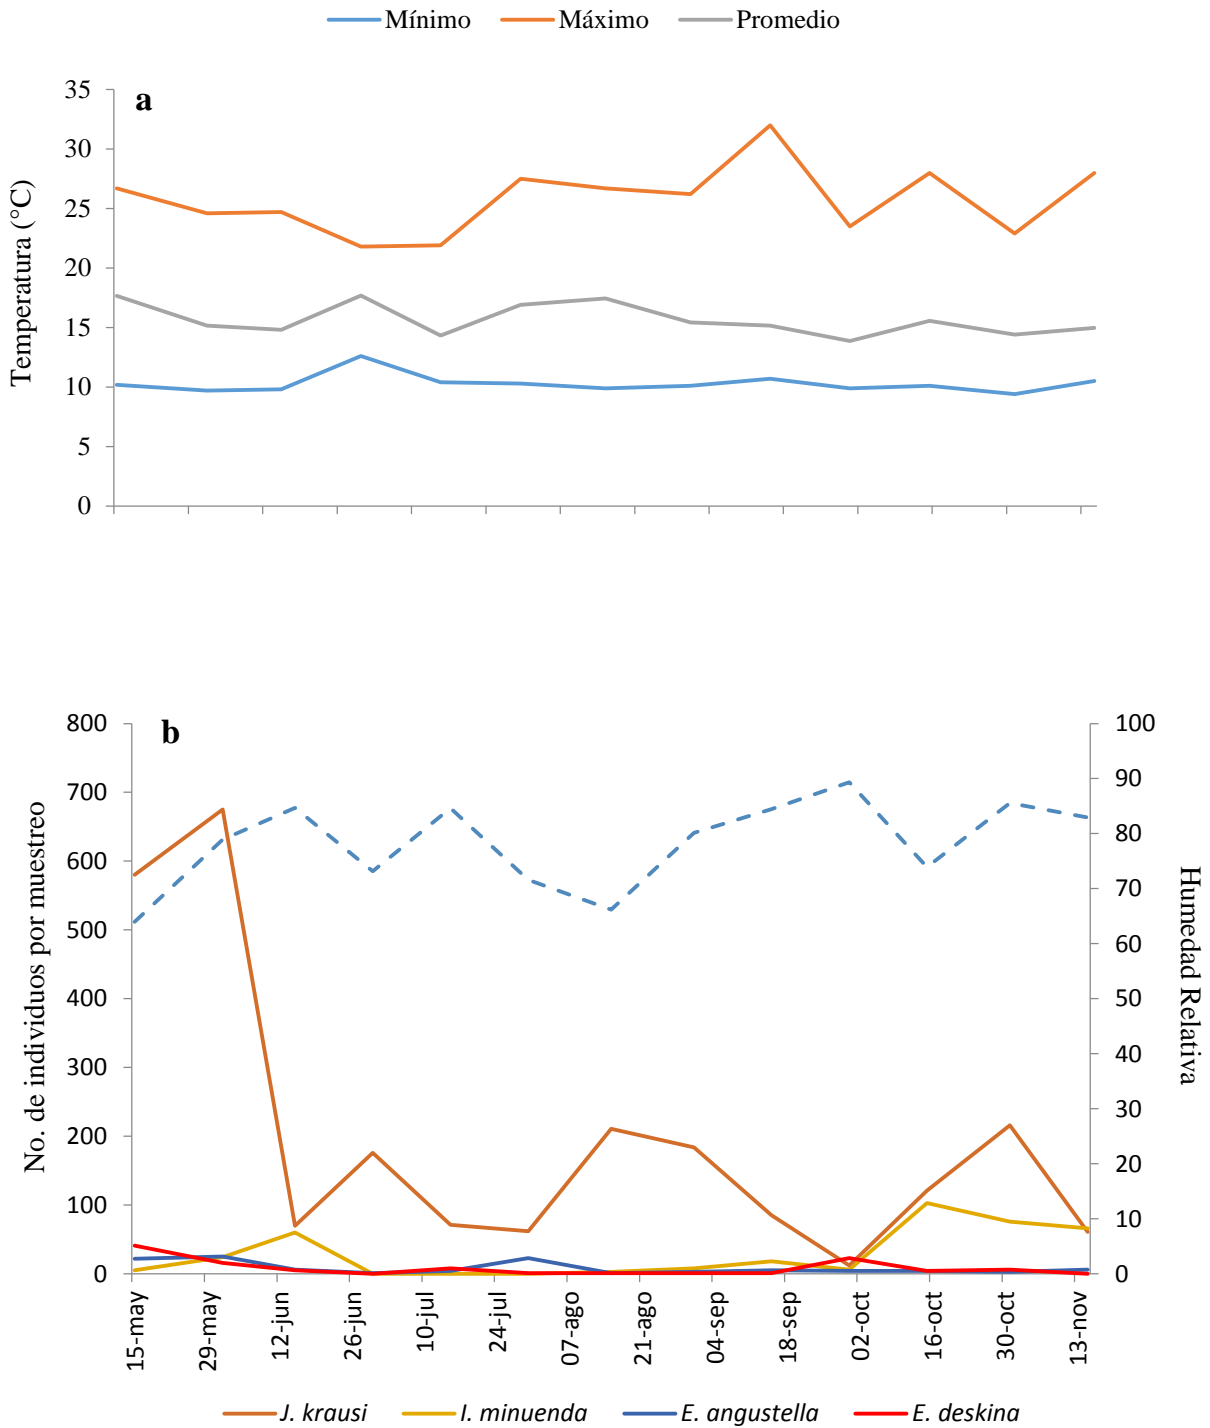 Mínimo Máximo Promedio
a
35
30
25
20
15
10
5
0
Temperatura (°C)
b
800
700
600
500
400
300
200
100
0
No. de individuos por muestreo
100
90
80
70
60
50
40
30
20
10
0
Humedad Relativa
15-may
29-may
12-jun
26-jun
10-jul
24-jul
07-ago
21-ago
04-sep
18-sep
02-oct
16-oct
30-oct
13-nov
J. krausi I. minuenda E. angustella E. deskina